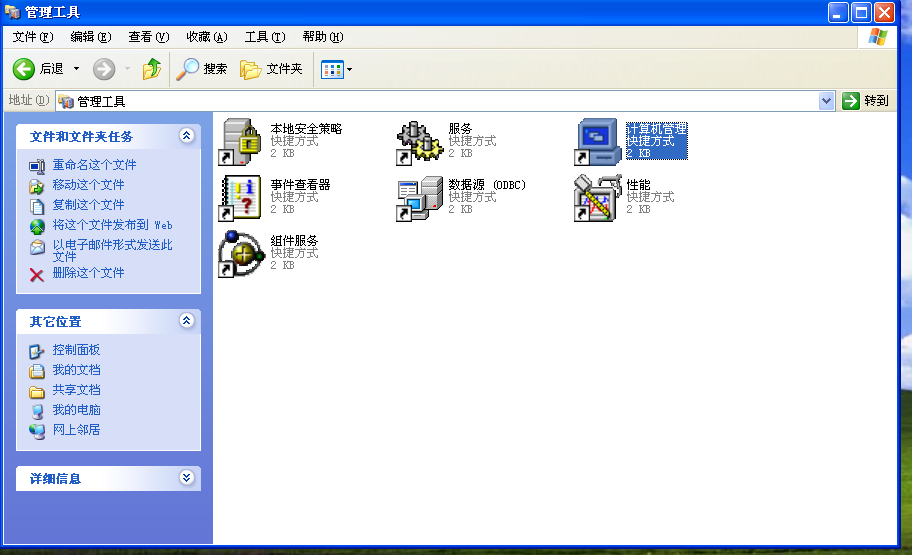 管理工具
文件(F) 编辑(E) 查看(V) 收藏(A) 工具(T) 帮助(H)
后退 搜索 文件夹
地址(D) 管理工具 转到
文件和文件夹任务
重命名这个文件
移动这个文件
复制这个文件
将这个文件发布到 Web
以电子邮件形式发送此
文件
删除这个文件
其它位置
控制面板
我的文档
共享文档
我的电脑
网上邻居
详细信息
本地安全策略
快捷方式
2 KB
服务
快捷方式
2 KB
计算机管理
快捷方式
2 KB
事件查看器
快捷方式
2 KB
数据源 (ODBC)
快捷方式
2 KB
性能
快捷方式
2 KB
组件服务
快捷方式
2 KB